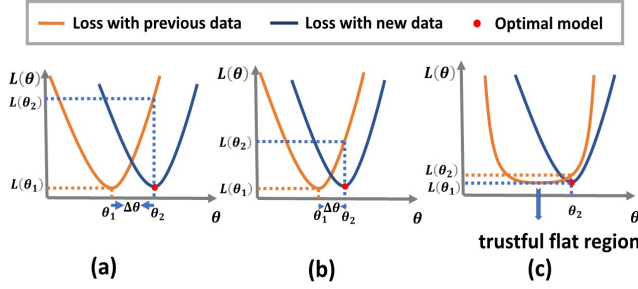 Loss with previous data Loss with new data Optimal model
L(θ) L(θ) L(θ)
L(θ₂)
L(θ₂)
L(θ₂)
L(θ₁) L(θ₁) L(θ₁)
θ₁ Δθ θ₂ θ θ₁ Δθ θ₂ θ θ₂ θ
trustful flat region
(a) (b) (c)